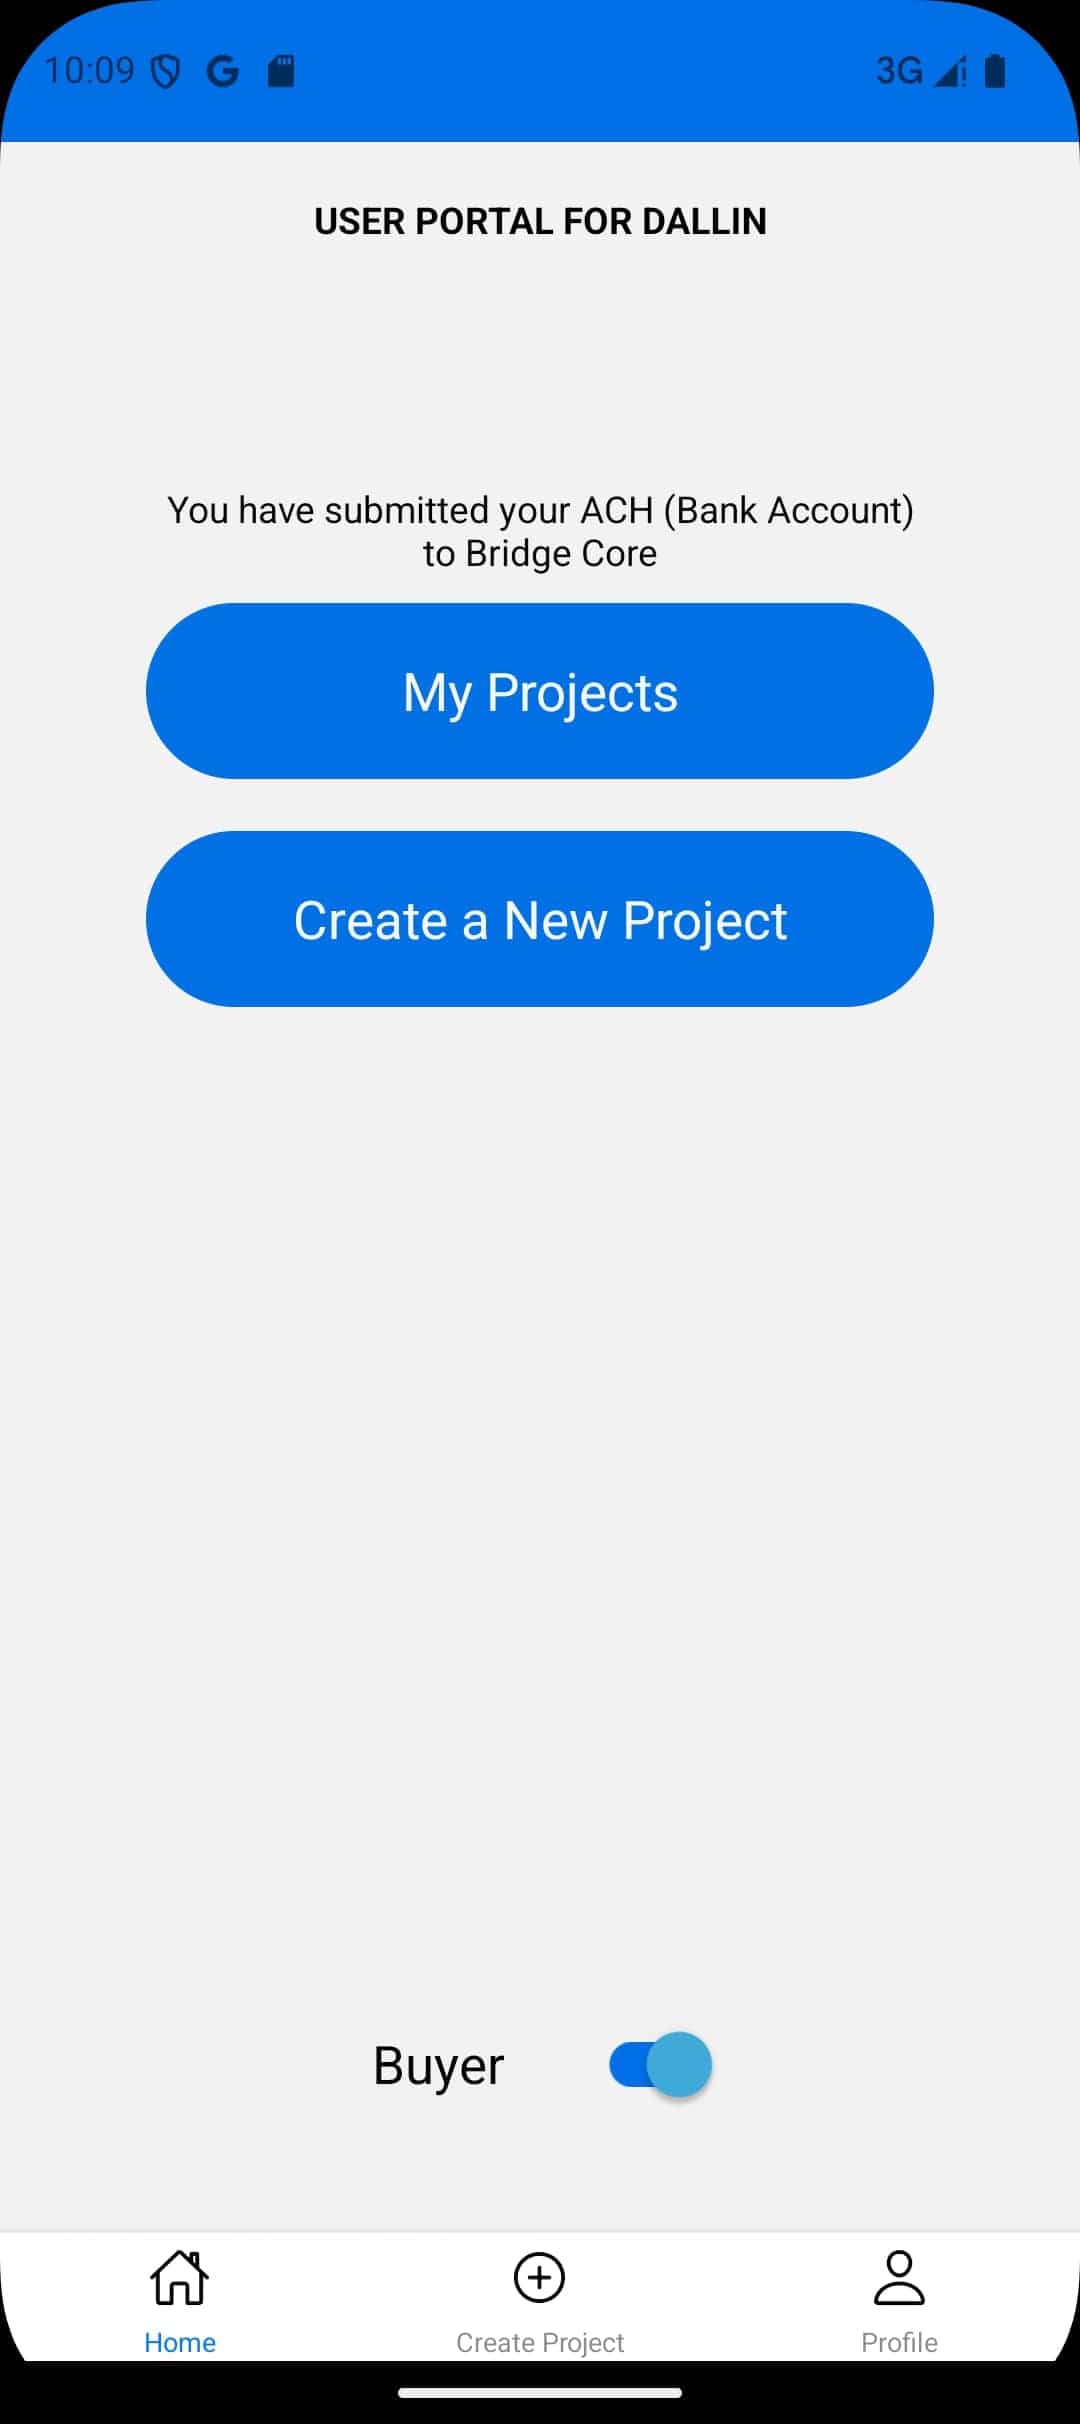 10:09
3G
USER PORTAL FOR DALLIN
You have submitted your ACH (Bank Account)
to Bridge Core
My Projects
Create a New Project
Buyer
Home
Create Project
Profile